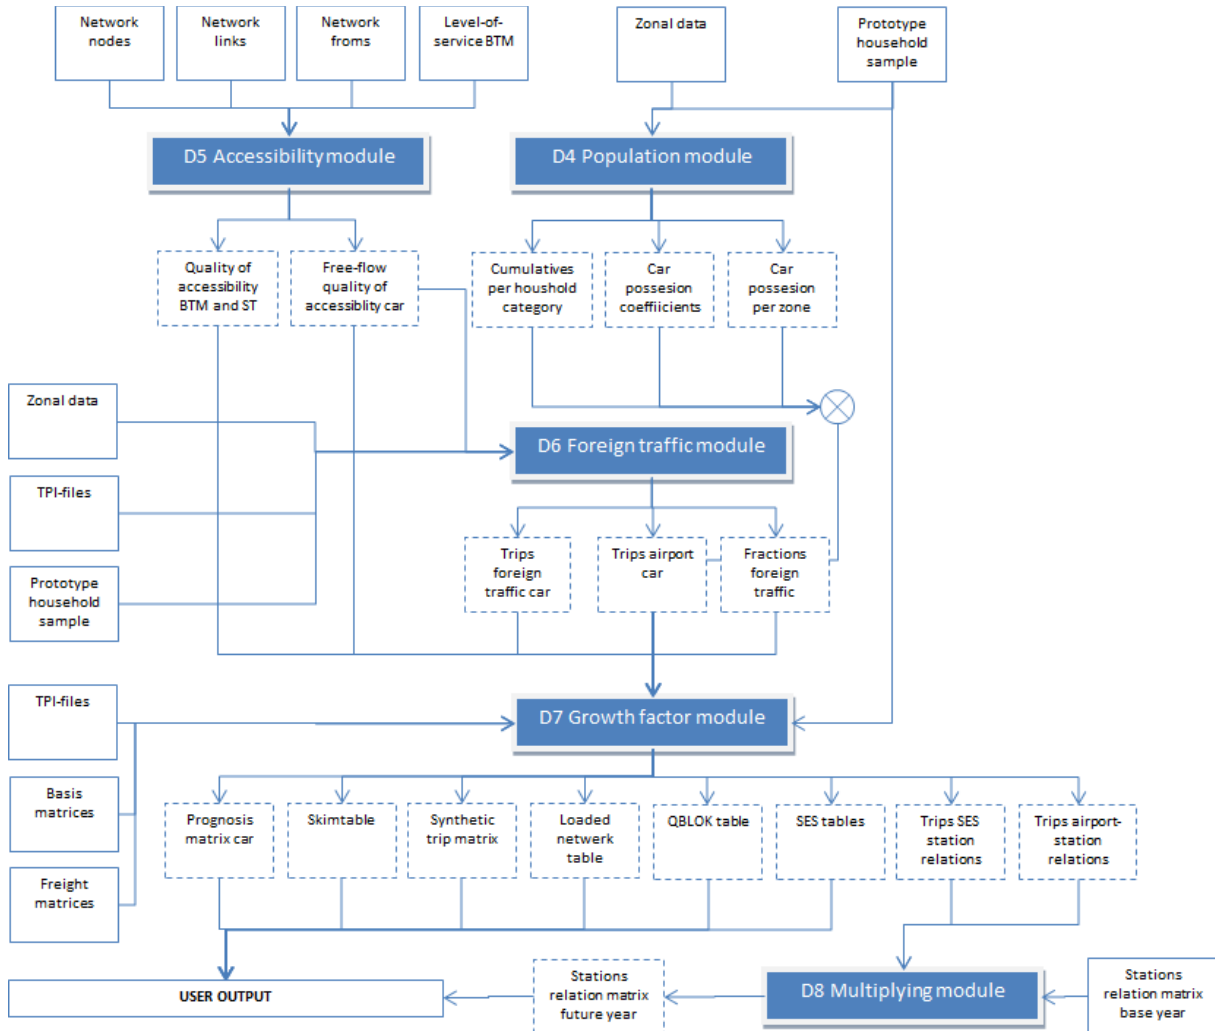 Network
nodes
Network
links
Network
froms
Level-of-
service BTM
Zonal data
Prototype
household
sample
D5 Accessibility module
D4 Population module
Quality of
accessibility
BTM and ST
Free-flow
quality of
accessiblity car
Cumulatives
per houshold
category
Car
possesion
coeffiicients
Car
possesion
per zone
Zonal data
D6 Foreign traffic module
TPI-files
Trips
foreign
traffic car
Trips airport
car
Fractions
foreign
traffic
Prototype
household
sample
TPI-files
D7 Growth factor module
Basis
matrices
Prognosis
matrix car
Skimtable
Synthetic
trip matrix
Loaded
netwerk
table
QBLOK table
SES tables
Trips SES
station
relations
Trips airport-
station
relations
Freight
matrices
USER OUTPUT
Stations
relation matrix
future year
D8 Multiplying module
Stations
relation matrix
base year